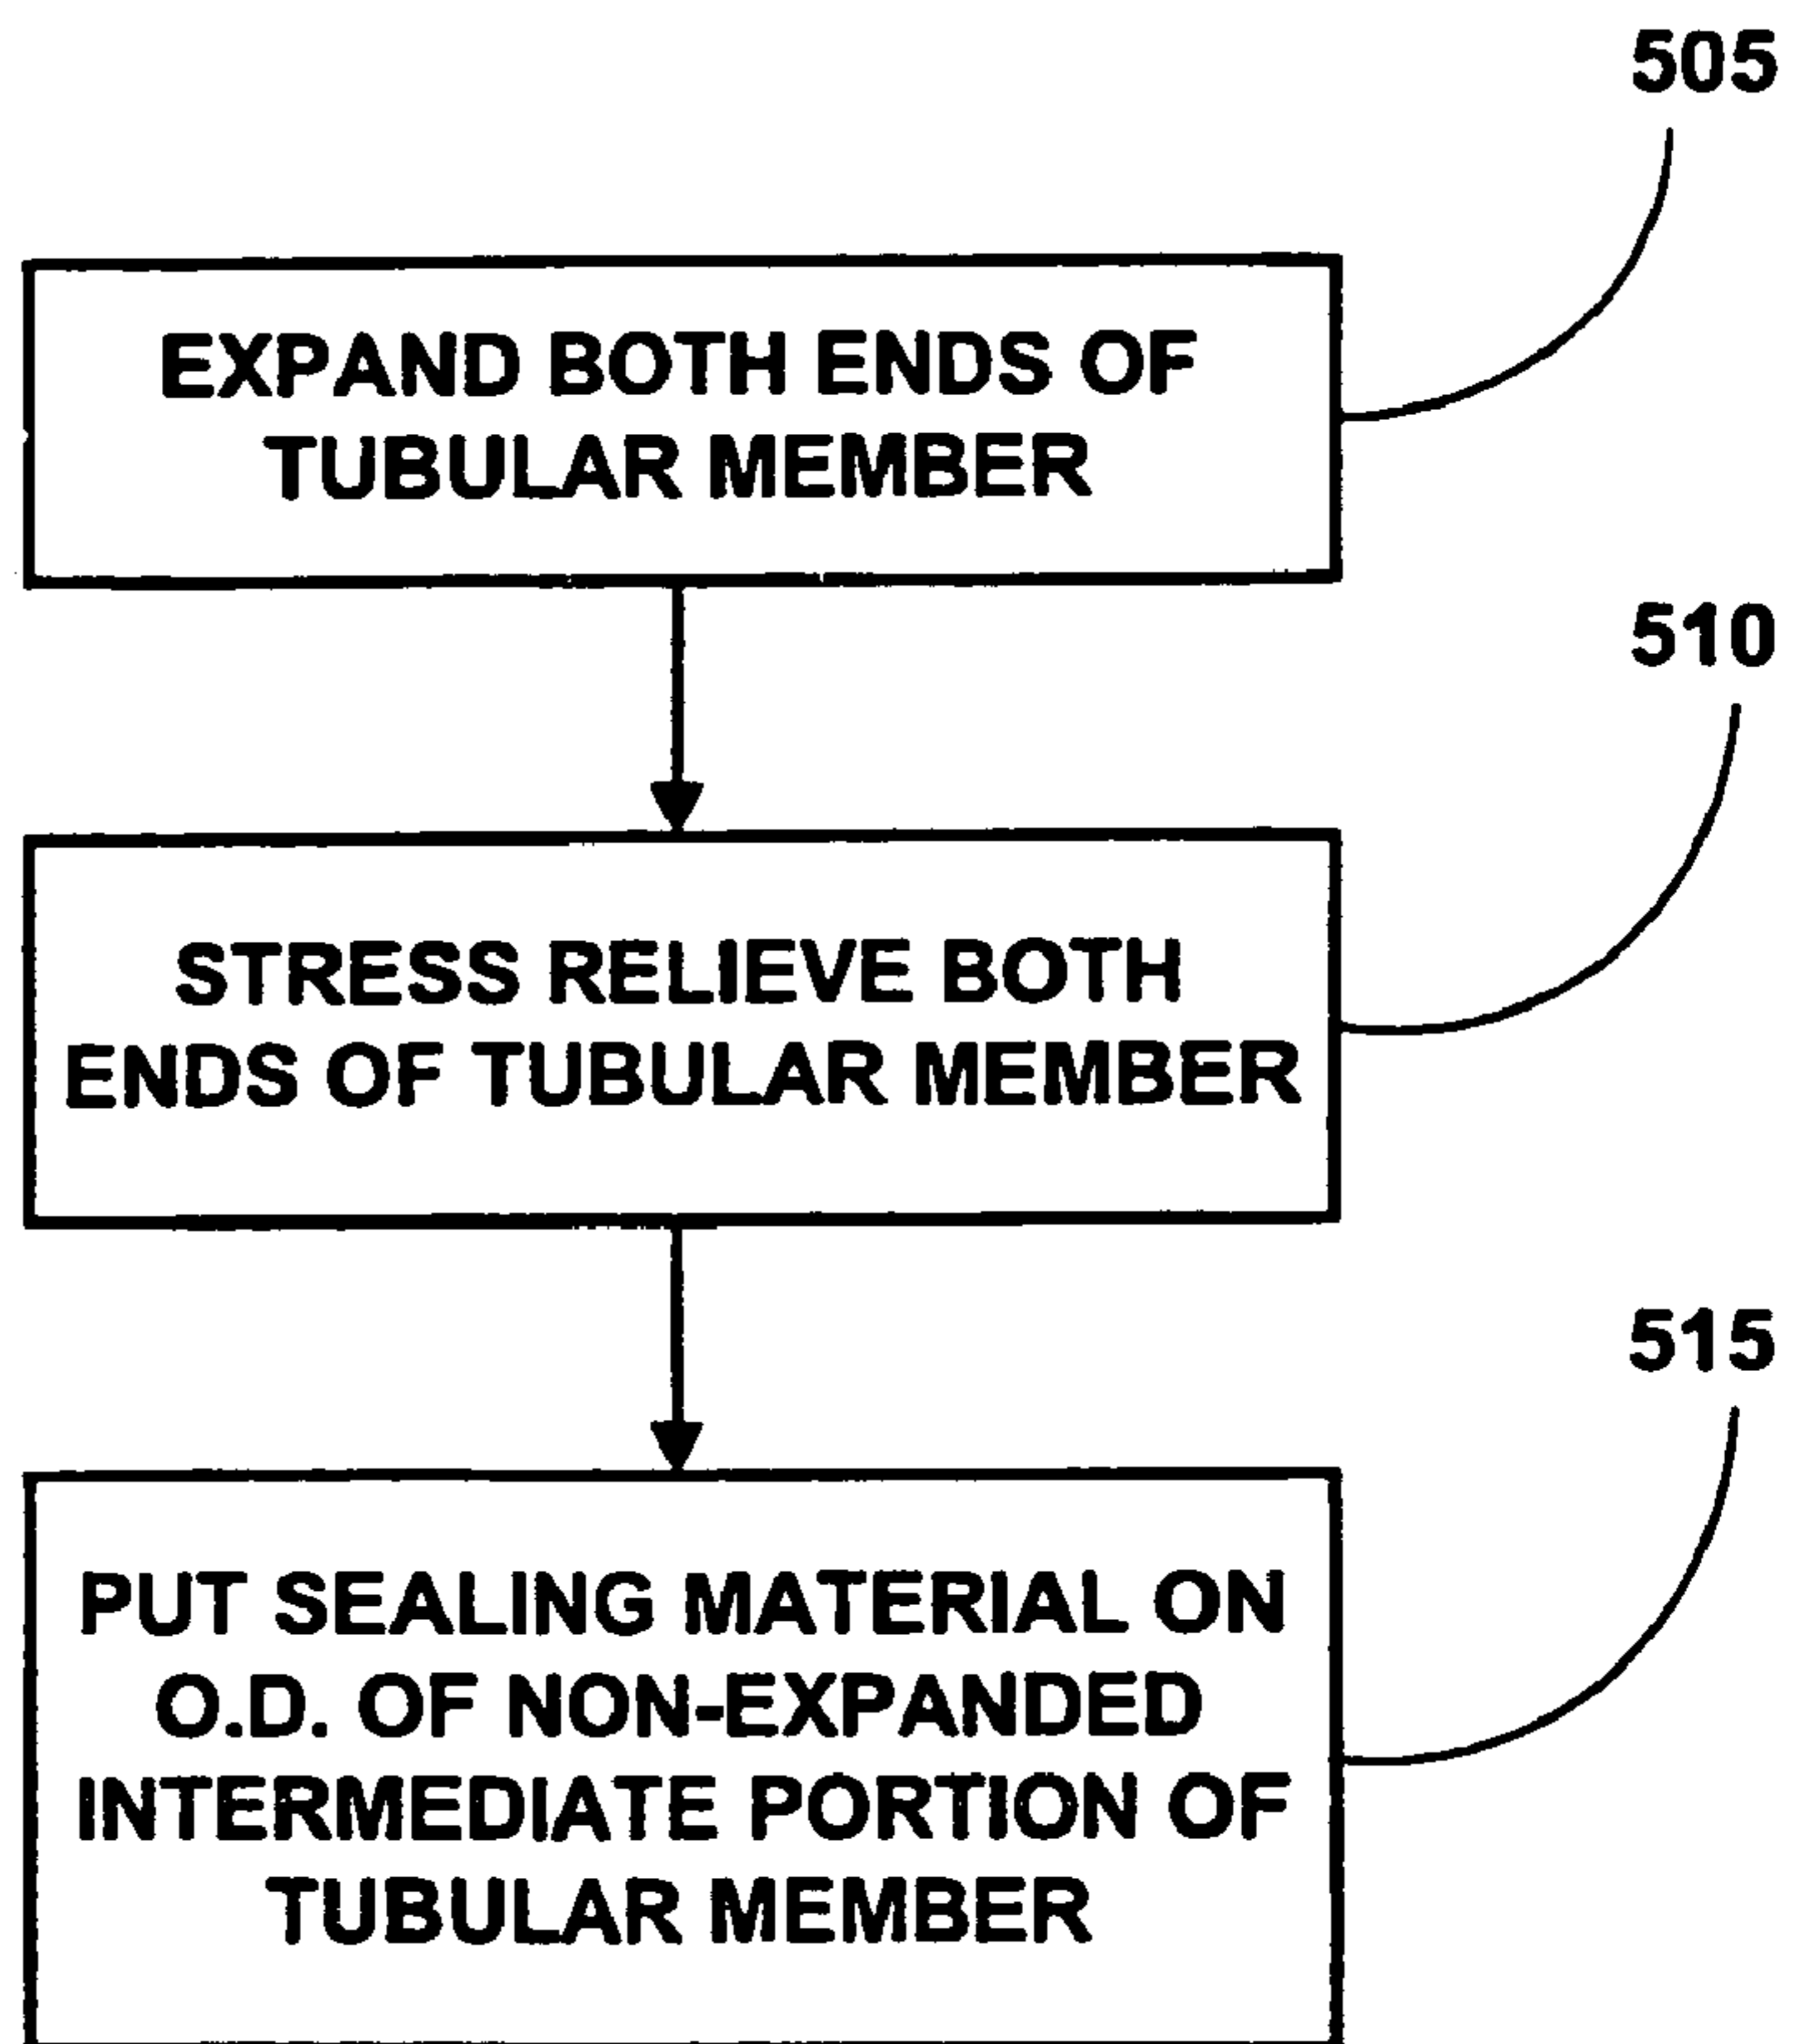 505
EXPAND BOTH ENDS OF
TUBULAR MEMBER
510
STRESS RELIEVE BOTH
ENDS OF TUBULAR MEMBER
515
PUT SEALING MATERIAL ON
O.D. OF NON-EXPANDED
INTERMEDIATE PORTION OF
TUBULAR MEMBER